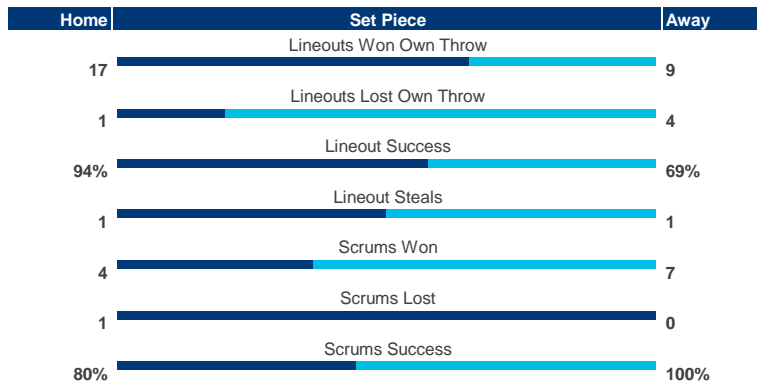 Home Set Piece Away
Lineouts Won Own Throw
17 9
Lineouts Lost Own Throw
1 4
Lineout Success
94% 69%
Lineout Steals
1 1
Scrums Won
4 7
Scrums Lost
1 0
Scrums Success
80% 100%